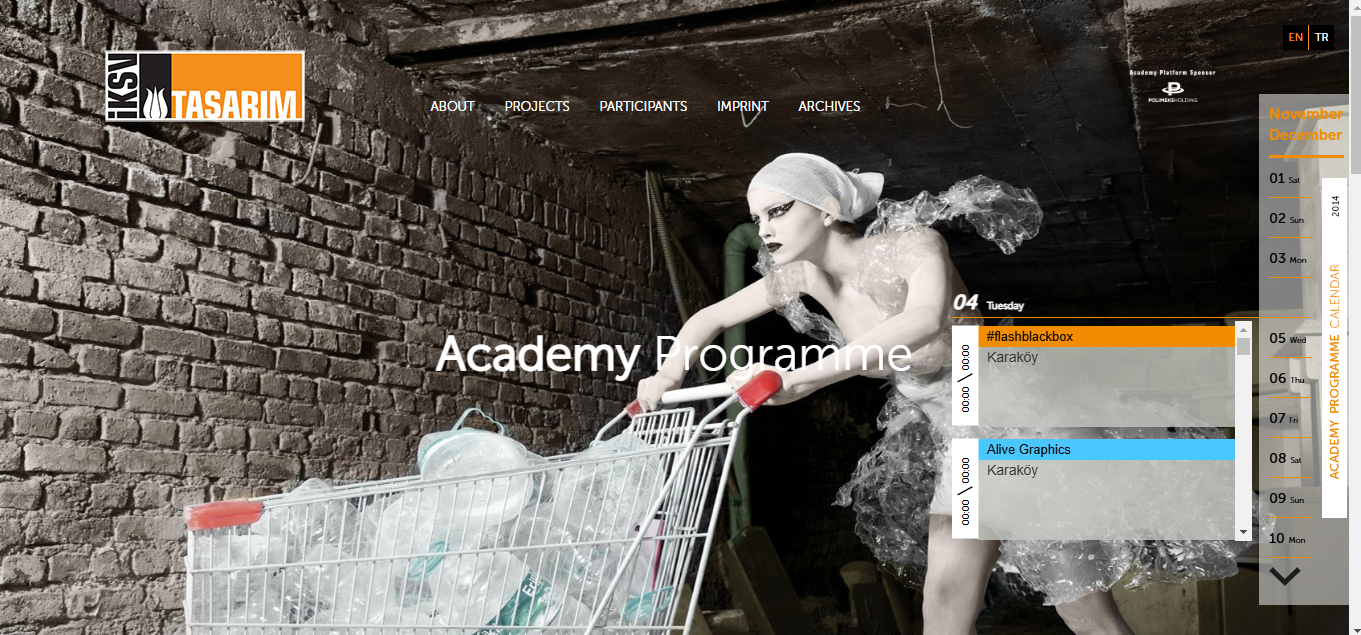 EN TR
Academy Platform Sponsor
POLIMEKS HOLDING
İKSV TASARIM
ABOUT PROJECTS PARTICIPANTS IMPRINT ARCHIVES
Academy Programme
04 Tuesday
#flashblackbox
Karaköy
00:00 / 00:00
Alive Graphics
Karaköy
00:00 / 00:00
November
December
01 Sat
02 Sun
03 Mon
05 Wed
06 Thu
07 Fri
08 Sat
09 Sun
10 Mon
ACADEMY PROGRAMME CALENDAR 2014